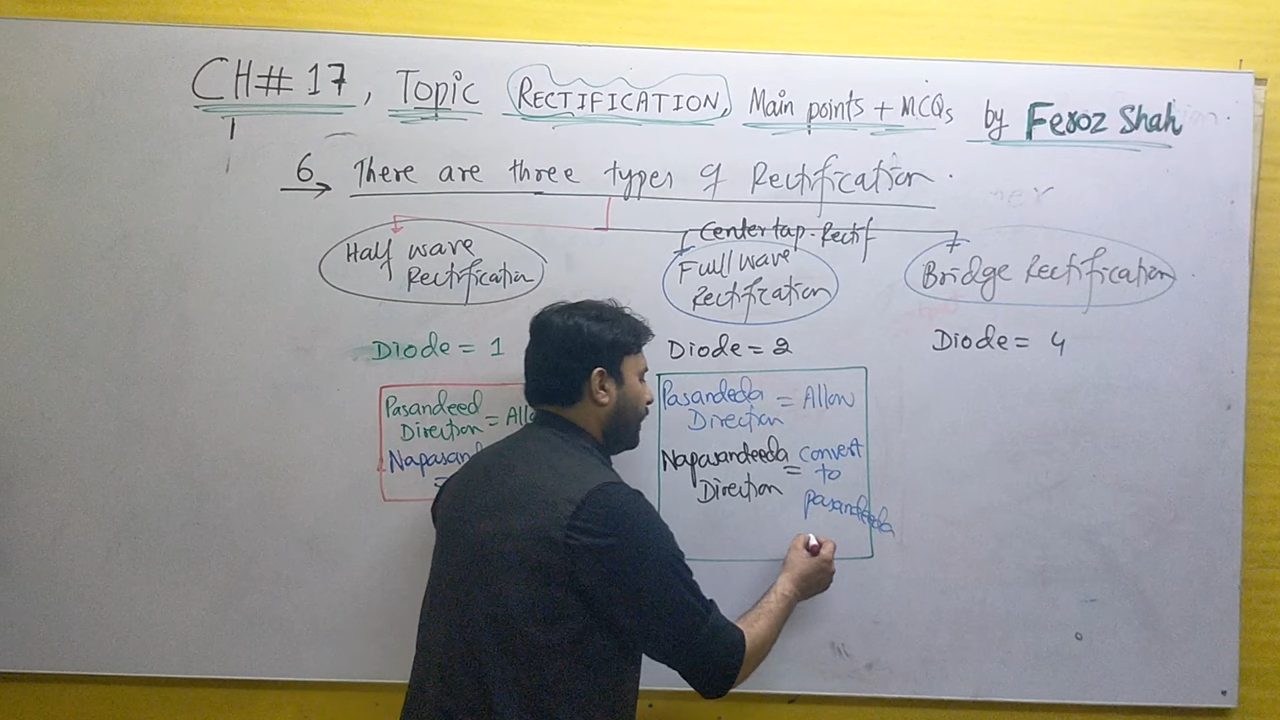 CH# 17, Topic RECTIFICATION, Main points + MCQs by Feroz Shah
6 There are three types of Rectification.
Center tap. Rectif
Half wave
Rectification
Full wave
Rectification
Bridge Rectification
Diode = 1
Diode = 2
Diode = 4
Pasandeed
Direction = Allo
Napasand
=
Pasandeda
Direction = Allow
Napasandeeda
Direction = convert
to
pasandeeda